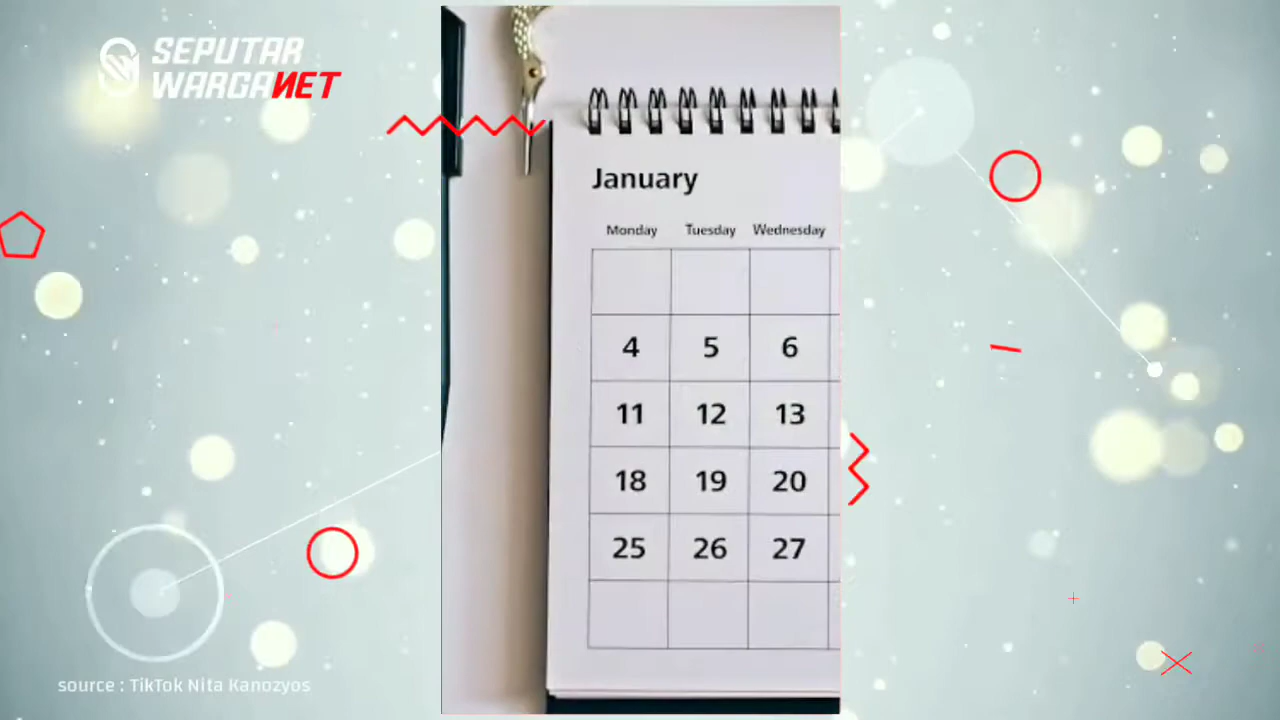 SEPUTAR
WARGANET
January
Monday Tuesday Wednesday
4 5 6
11 12 13
18 19 20
25 26 27
source : TikTok Nita Kanozyos